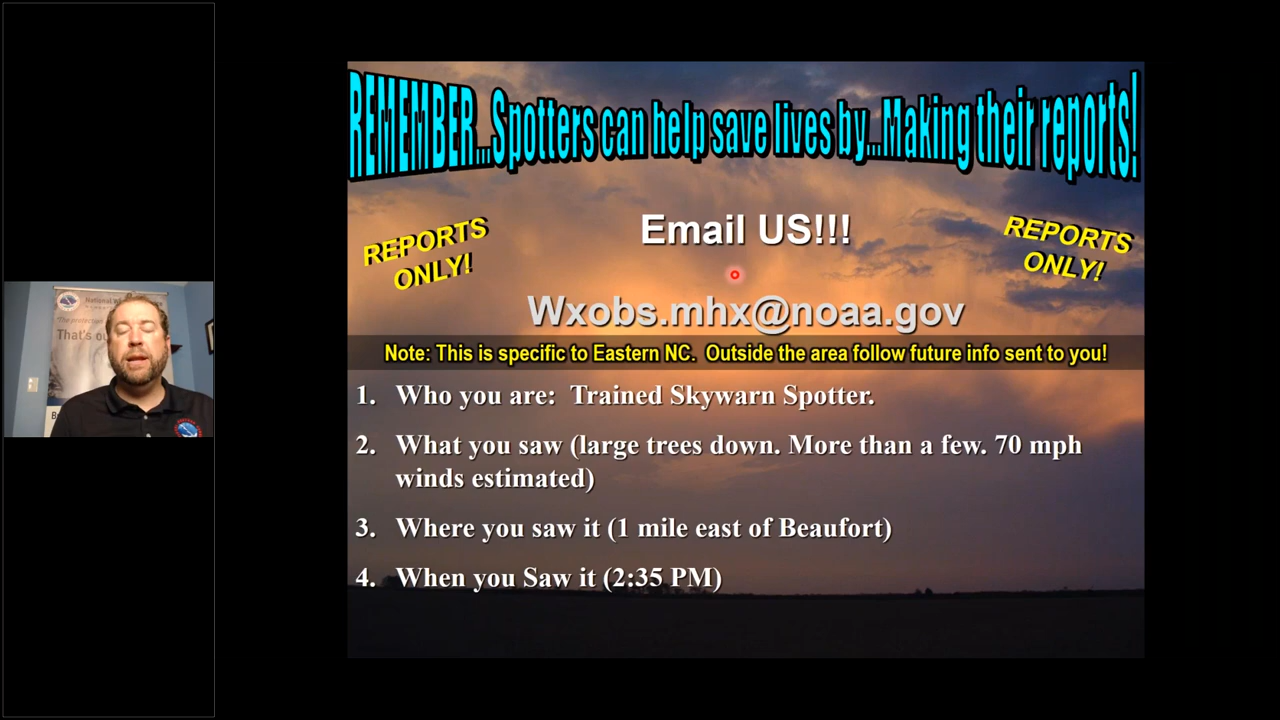 REMEMBER...Spotters can help save lives by...Making their reports!
REPORTS
ONLY!
Email US!!!
REPORTS
ONLY!
Wxobs.mhx@noaa.gov
Note: This is specific to Eastern NC. Outside the area follow future info sent to you!
1. Who you are: Trained Skywarn Spotter.
2. What you saw (large trees down. More than a few. 70 mph
winds estimated)
3. Where you saw it (1 mile east of Beaufort)
4. When you Saw it (2:35 PM)
National
That's